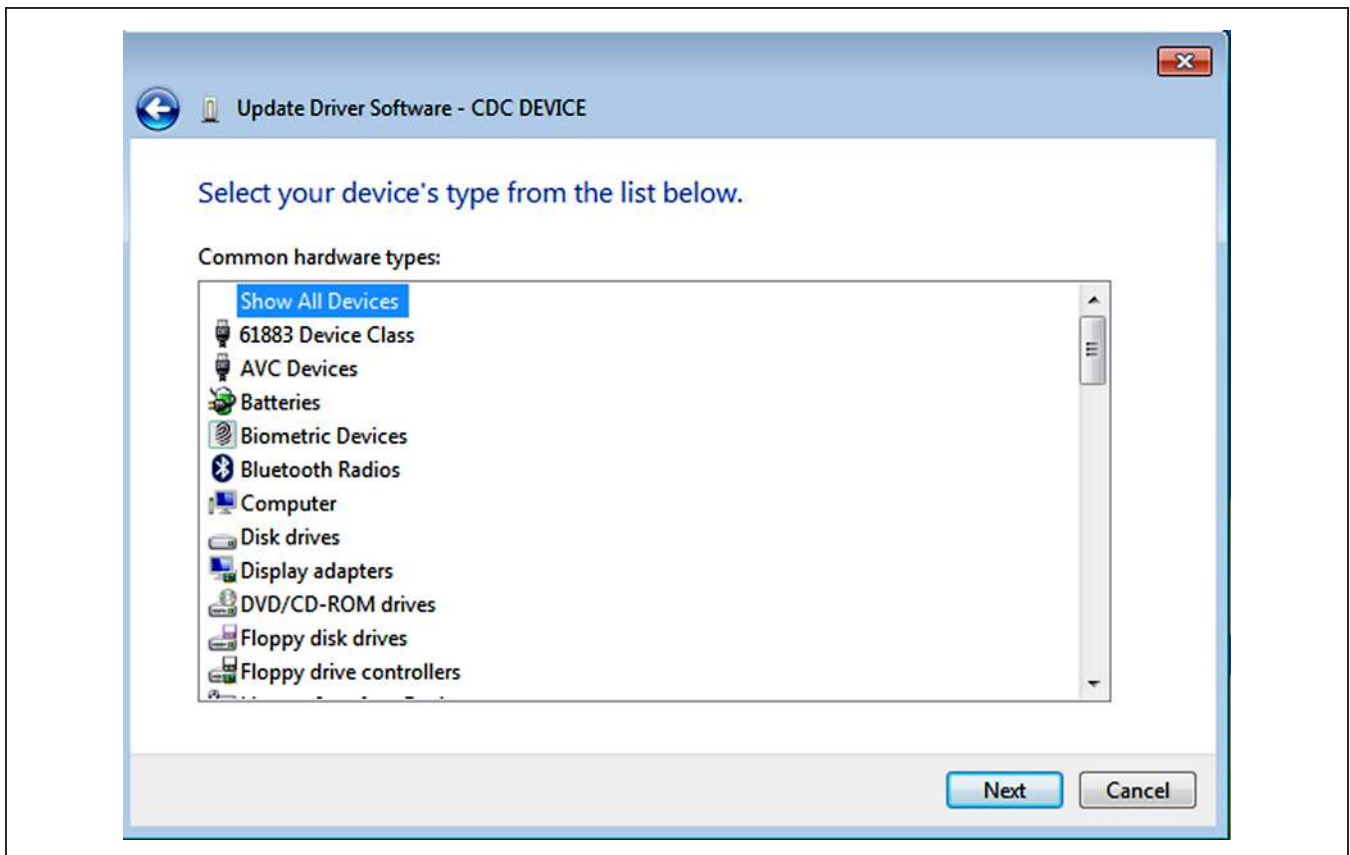 Update Driver Software - CDC DEVICE
Select your device's type from the list below.
Common hardware types:
Show All Devices
61883 Device Class
AVC Devices
Batteries
Biometric Devices
Bluetooth Radios
Computer
Disk drives
Display adapters
DVD/CD-ROM drives
Floppy disk drives
Floppy drive controllers
Next Cancel